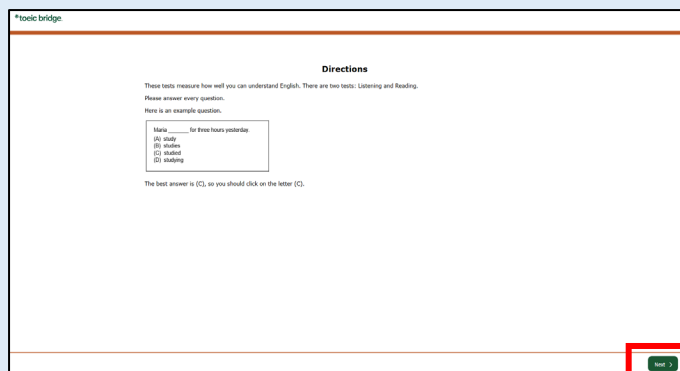 toeic bridge.
Directions
These tests measure how well you can understand English. There are two tests: Listening and Reading.
Please answer every question.
Here is an example question.
Maria ______ for three hours yesterday.
(A) study
(B) studies
(C) studied
(D) studying
The best answer is (C), so you should click on the letter (C).
Next >